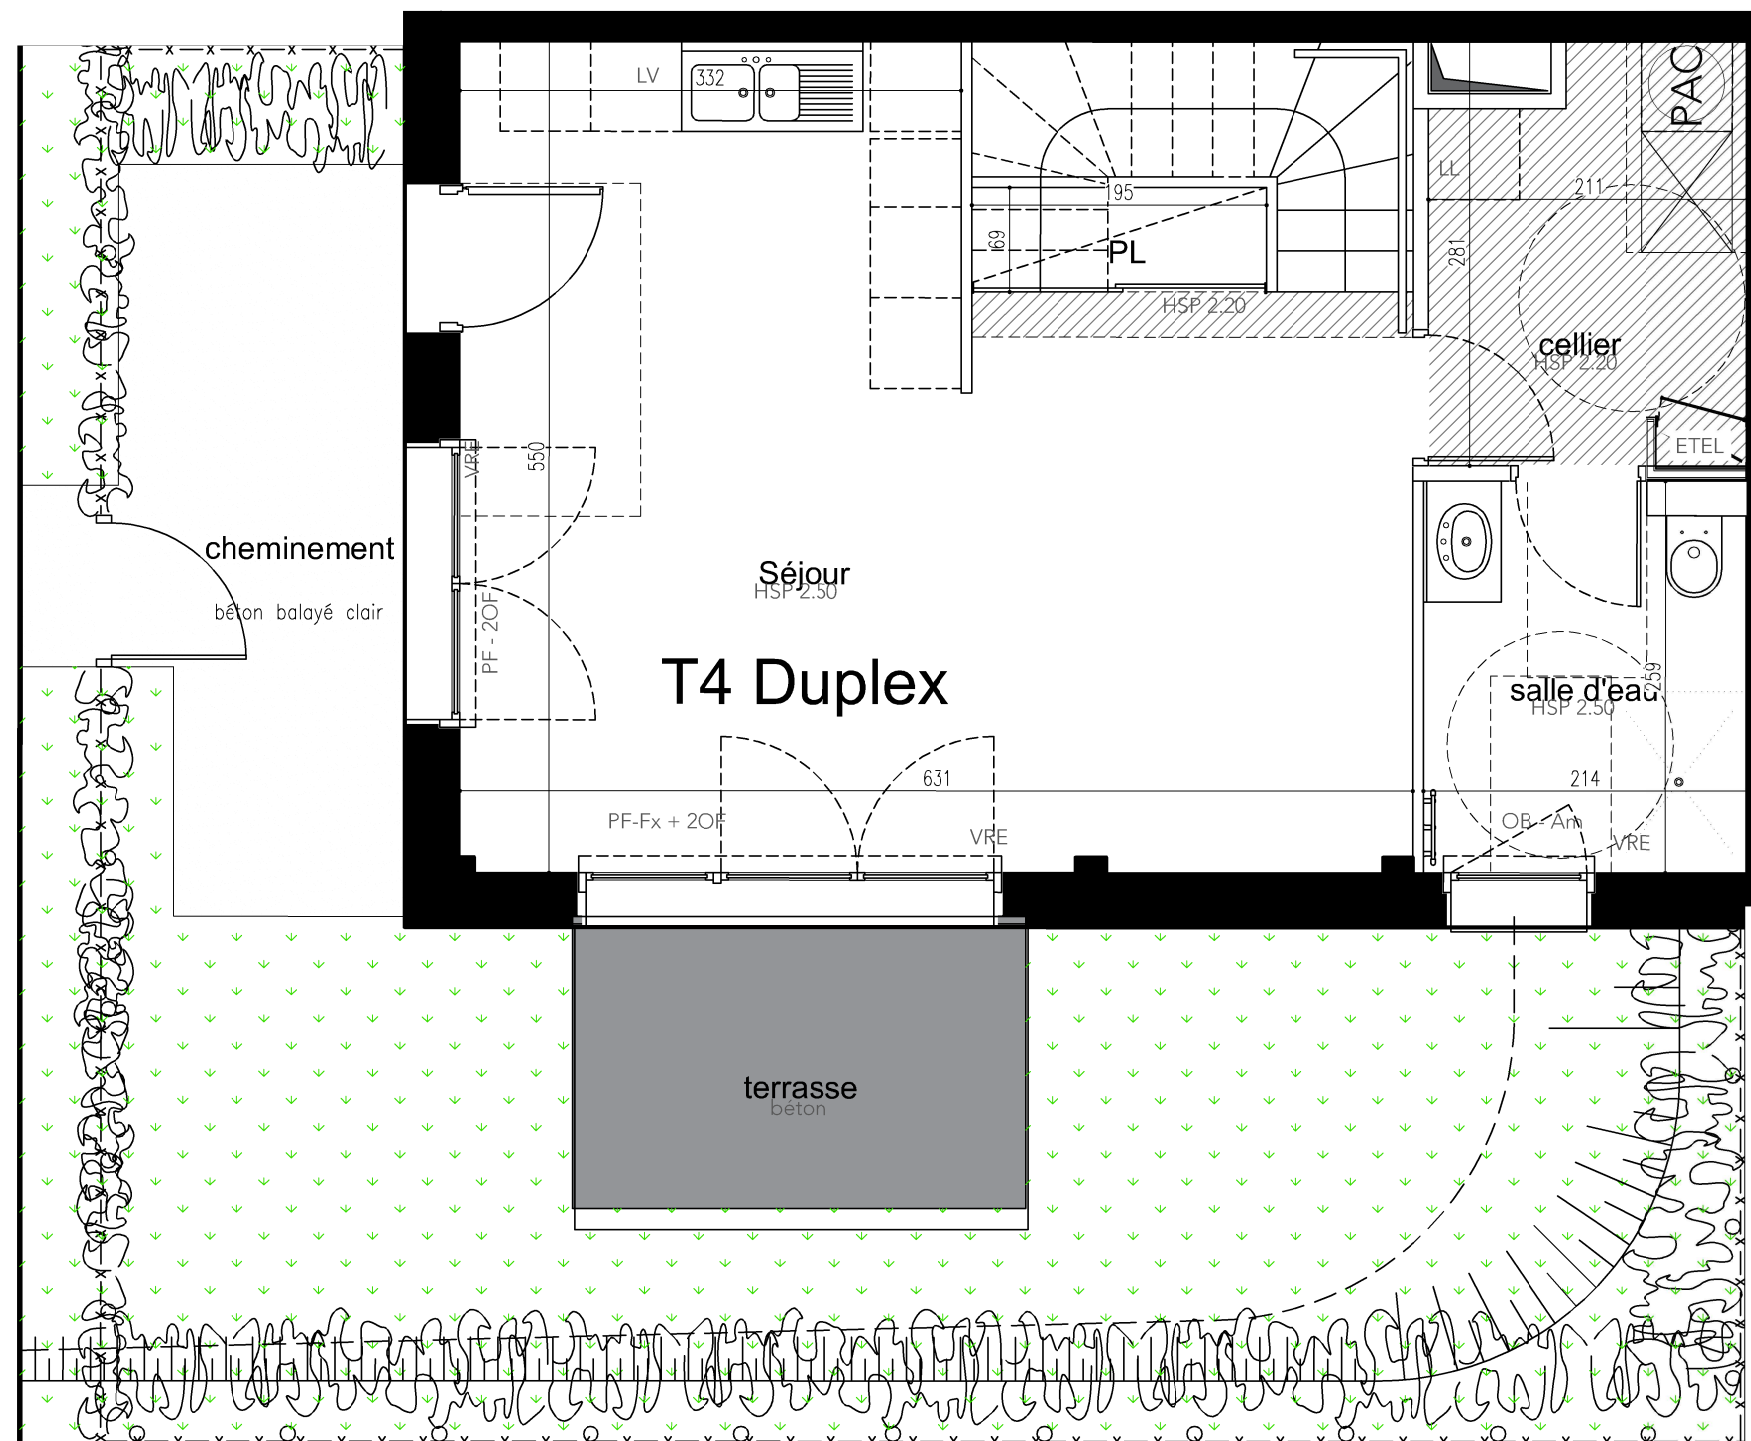 LV
332
PAC
LL
211
95
69
PL
281
HSP 2.20
cellier
HSP 2.20
ETEL
VRE
550
cheminement
béton balayé clair
PF - 2OF
Séjour
HSP 2.50
T4 Duplex
salle d'eau
HSP 2.50
259
631
214
PF-Fx + 2OF
VRE
OB - Am
VRE
terrasse
béton